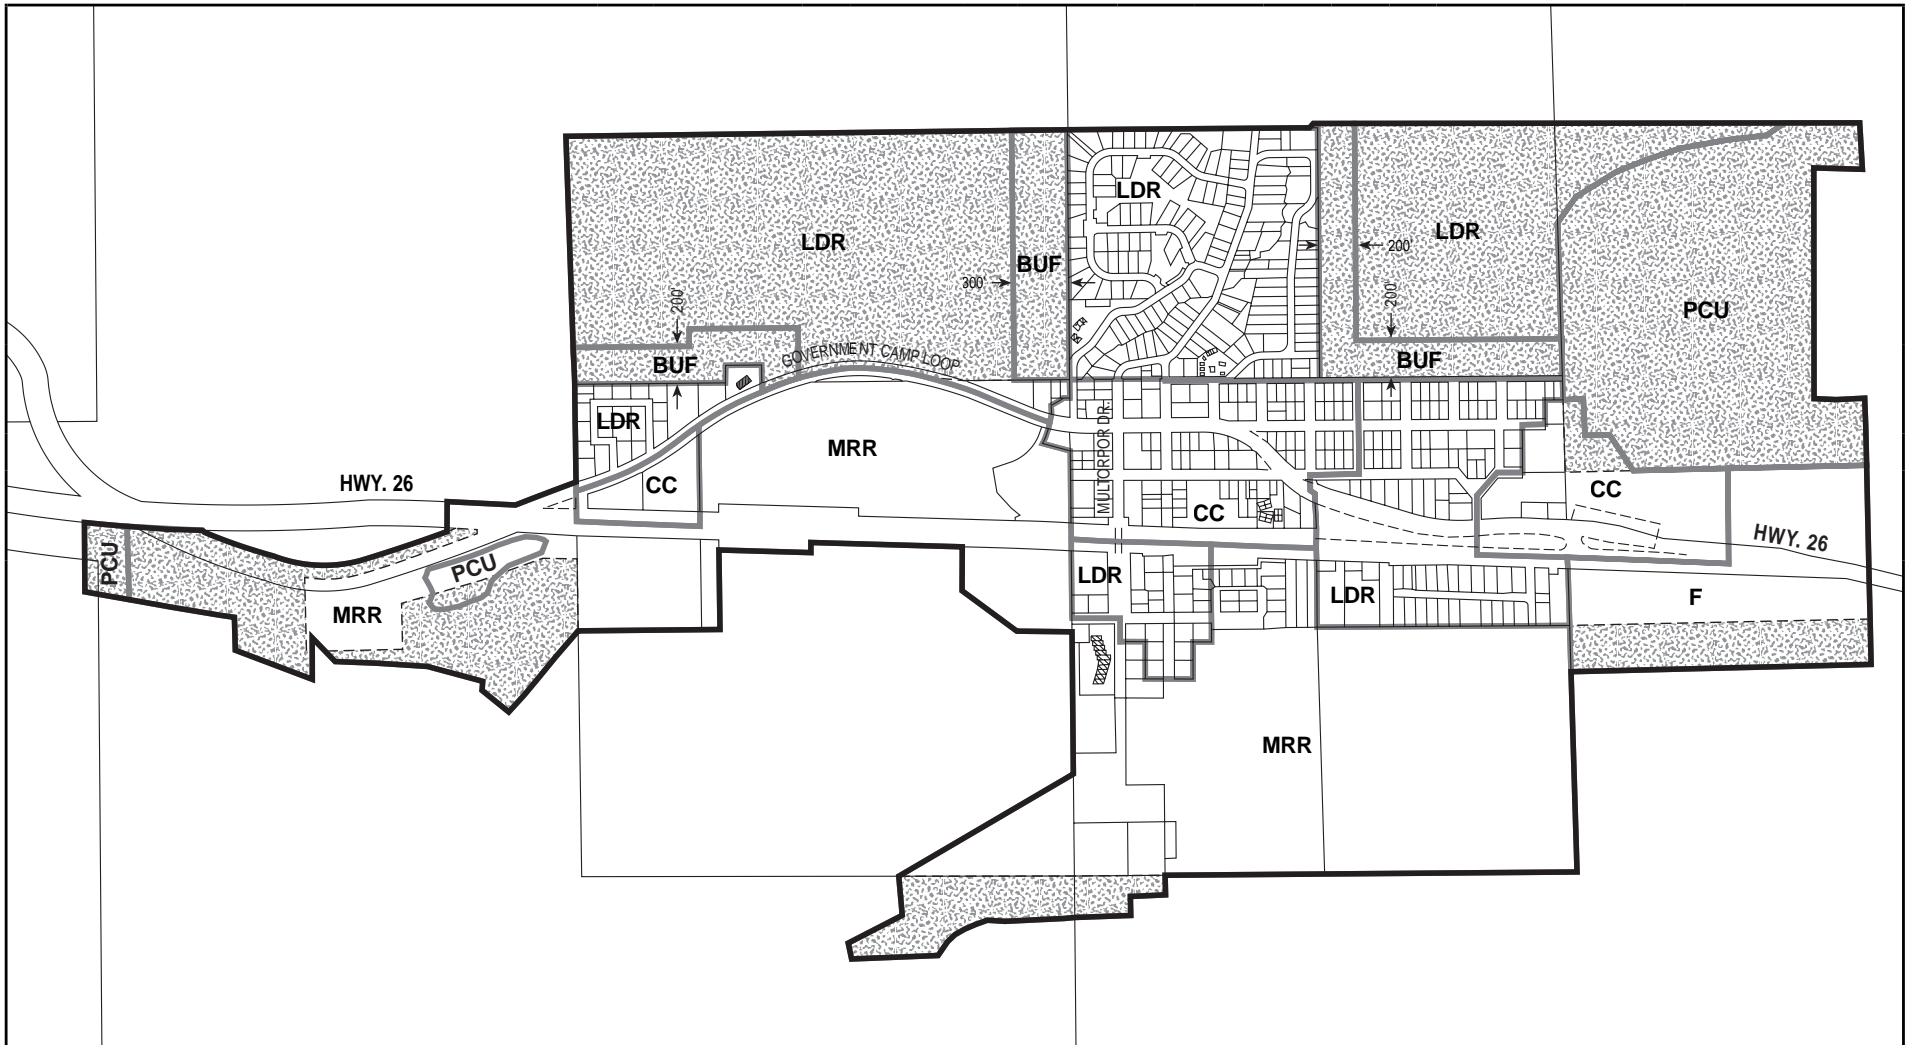 LDR
LDR
LDR
200'
BUF
300'
200'
200'
PCU
GOVERNMENT CAMP LOOP
BUF
BUF
LDR
MULTORPOR DR.
MRR
HWY. 26
CC
CC
CC
HWY. 26
PCU
PCU
LDR
LDR
F
MRR
MRR